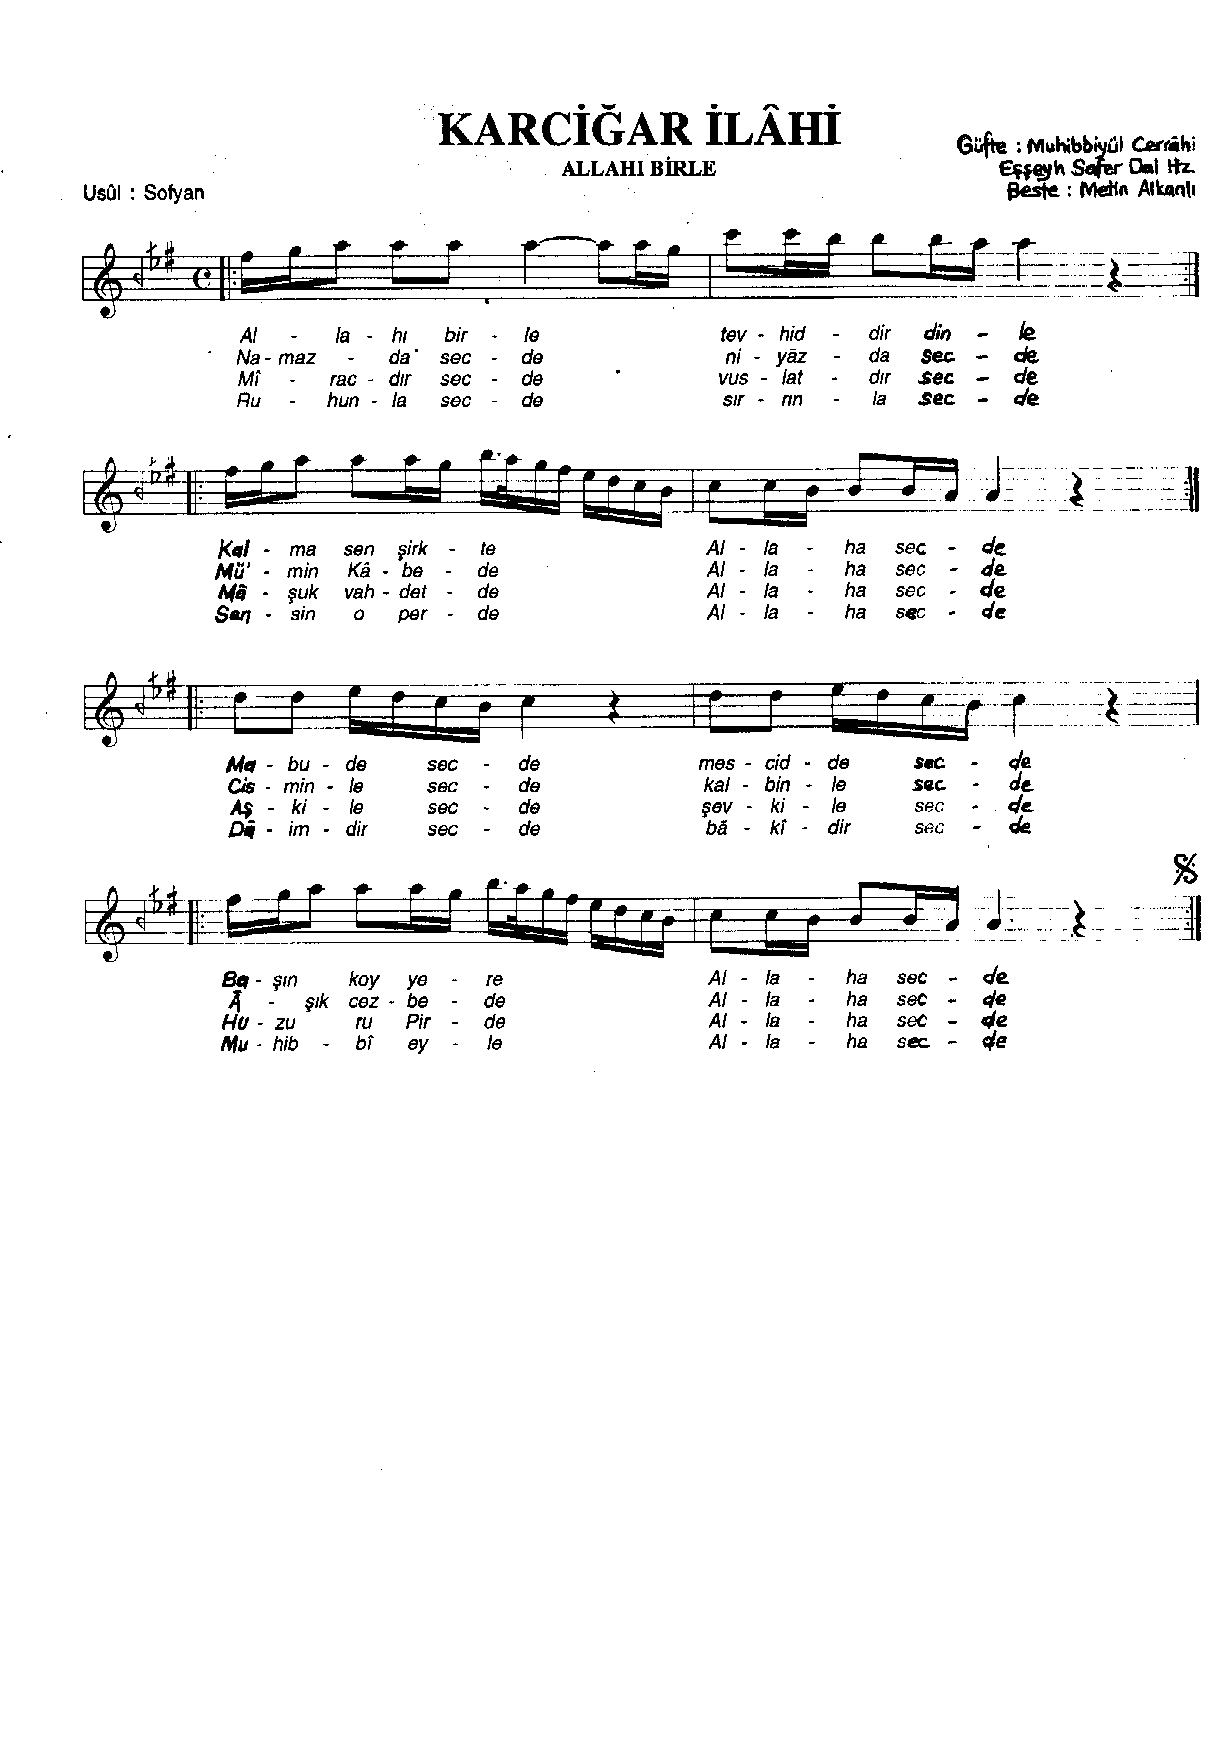 KARCİĞAR İLÂHİ
ALLAHI BİRLE
Güfte : Muhibbiyûl Cerrâhi
Eşşeyh Safer Dal Hz.
Usûl : Sofyan
Beste : Metin Alkanlı
Al - la - hı bir - le tev - hid - dir din - le
Na - maz - da sec - de ni - yāz - da sec - de
Mî - rac - dır sec - de vus - lat - dır sec - de
Ru - hun - la sec - de sır - rın - la sec - de
Kal - ma sen şirk - te Al - la - ha sec - de
Mü' - min Kâ - be - de Al - la - ha sec - de
Mâ - şuk vah - det - de Al - la - ha sec - de
Sen - sin o per - de Al - la - ha sec - de
Ma - bu - de sec - de mes - cid - de sec - de
Cis - min - le sec - de kal - bin - le sec - de
Aş - ki - le sec - de şev - ki - le sec - de
Dâ - im - dir sec - de bâ - kî - dir sec - de
Ba - şın koy ye - re Al - la - ha sec - de
Â - şık cez - be - de Al - la - ha sec - de
Hu - zu ru Pir - de Al - la - ha sec - de
Mu - hib - bî ey - le Al - la - ha sec - de